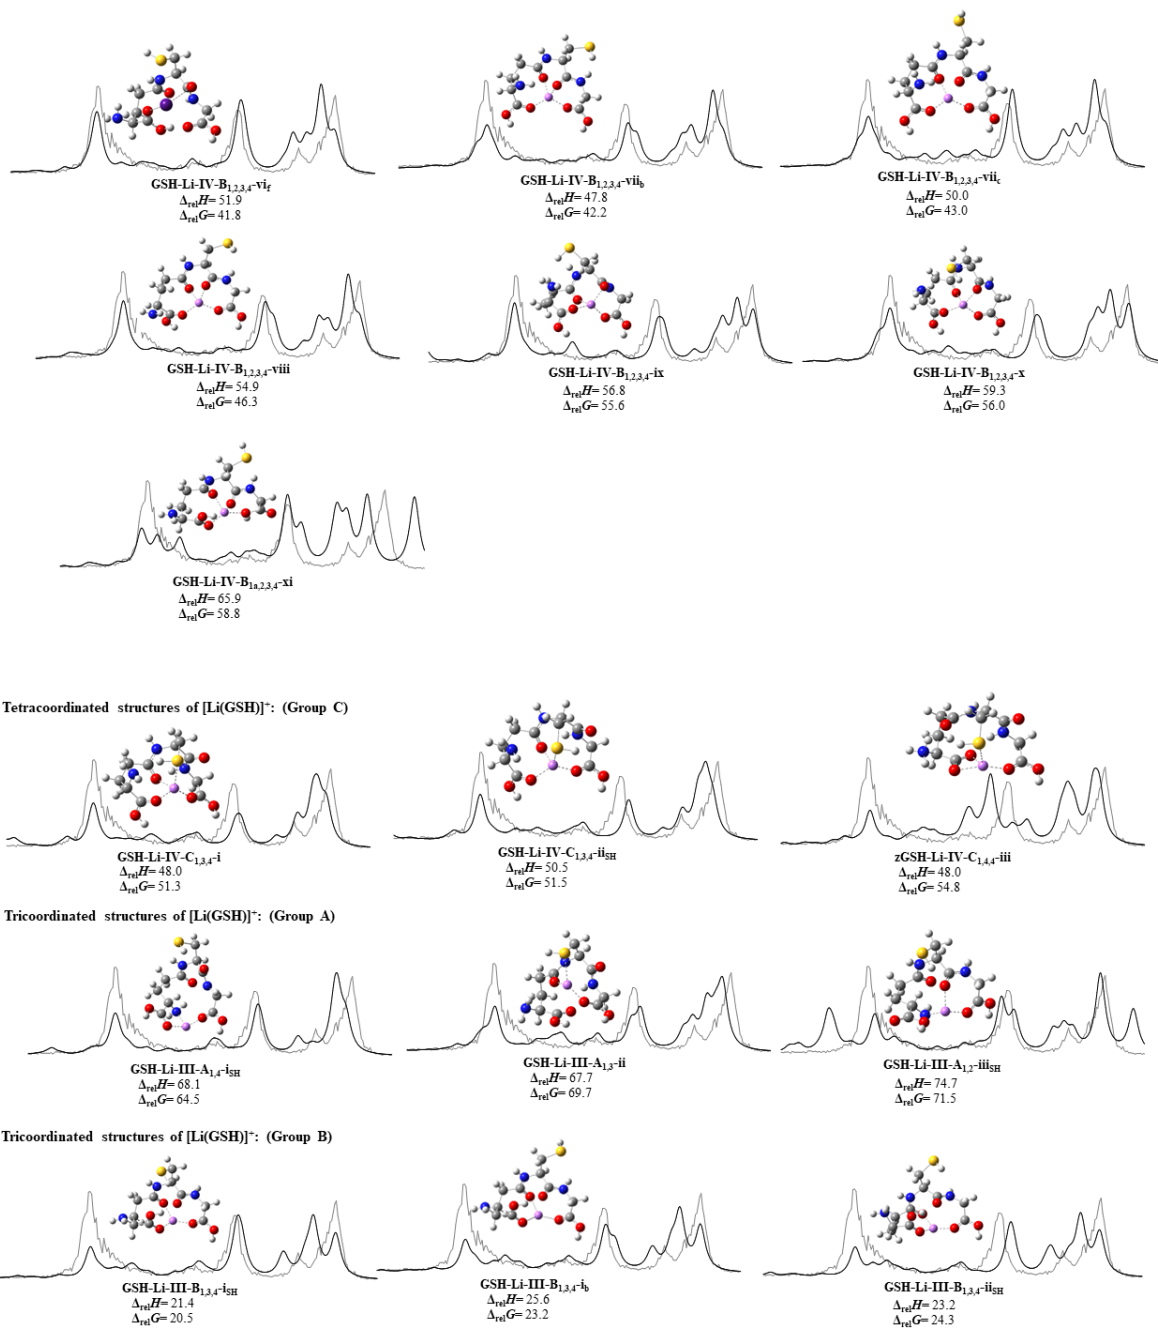 GSH-Li-IV-B1,2,3,4-vif
ΔrelH= 51.9
ΔrelG= 41.8
GSH-Li-IV-B1,2,3,4-viib
ΔrelH= 47.8
ΔrelG= 42.2
GSH-Li-IV-B1,2,3,4-viic
ΔrelH= 50.0
ΔrelG= 43.0
GSH-Li-IV-B1,2,3,4-viii
ΔrelH= 54.9
ΔrelG= 46.3
GSH-Li-IV-B1,2,3,4-ix
ΔrelH= 56.8
ΔrelG= 55.6
GSH-Li-IV-B1,2,3,4-x
ΔrelH= 59.3
ΔrelG= 56.0
GSH-Li-IV-B1a,2,3,4-xi
ΔrelH= 65.9
ΔrelG= 58.8
Tetracoordinated structures of [Li(GSH)]+: (Group C)
GSH-Li-IV-C1,3,4-i
ΔrelH= 48.0
ΔrelG= 51.3
GSH-Li-IV-C1,3,4-iiSH
ΔrelH= 50.5
ΔrelG= 51.5
zGSH-Li-IV-C1,4,4-iii
ΔrelH= 48.0
ΔrelG= 54.8
Tricoordinated structures of [Li(GSH)]+: (Group A)
GSH-Li-III-A1,4-iSH
ΔrelH= 68.1
ΔrelG= 64.5
GSH-Li-III-A1,3-ii
ΔrelH= 67.7
ΔrelG= 69.7
GSH-Li-III-A1,2-iiiSH
ΔrelH= 74.7
ΔrelG= 71.5
Tricoordinated structures of [Li(GSH)]+: (Group B)
GSH-Li-III-B1,3,4-iSH
ΔrelH= 21.4
ΔrelG= 20.5
GSH-Li-III-B1,3,4-ib
ΔrelH= 25.6
ΔrelG= 23.2
GSH-Li-III-B1,3,4-iiSH
ΔrelH= 23.2
ΔrelG= 24.3